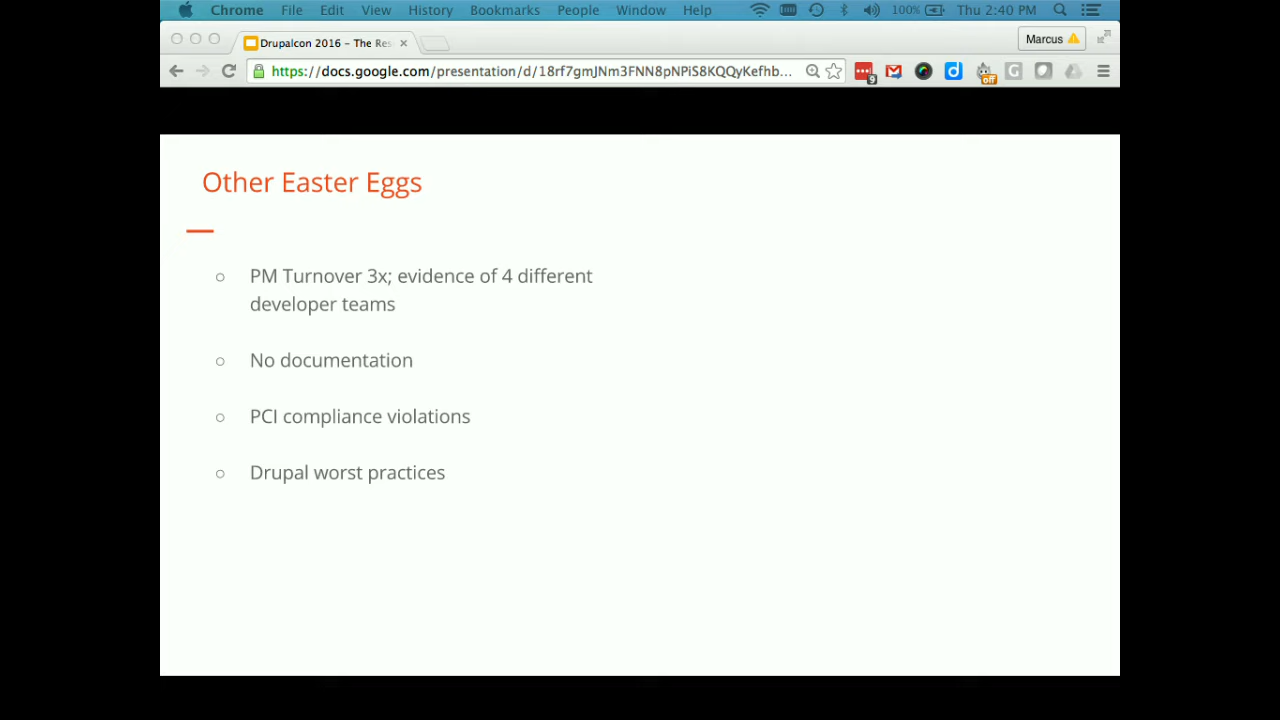 Chrome File Edit View History Bookmarks People Window Help 100% Thu 2:40 PM
Drupalcon 2016 – The Res
Marcus
https://docs.google.com/presentation/d/18rf7gmJNm3FNN8pNPiS8KQQyKefhb...
9
d
off
G
Other Easter Eggs
PM Turnover 3x; evidence of 4 different
developer teams
No documentation
PCI compliance violations
Drupal worst practices